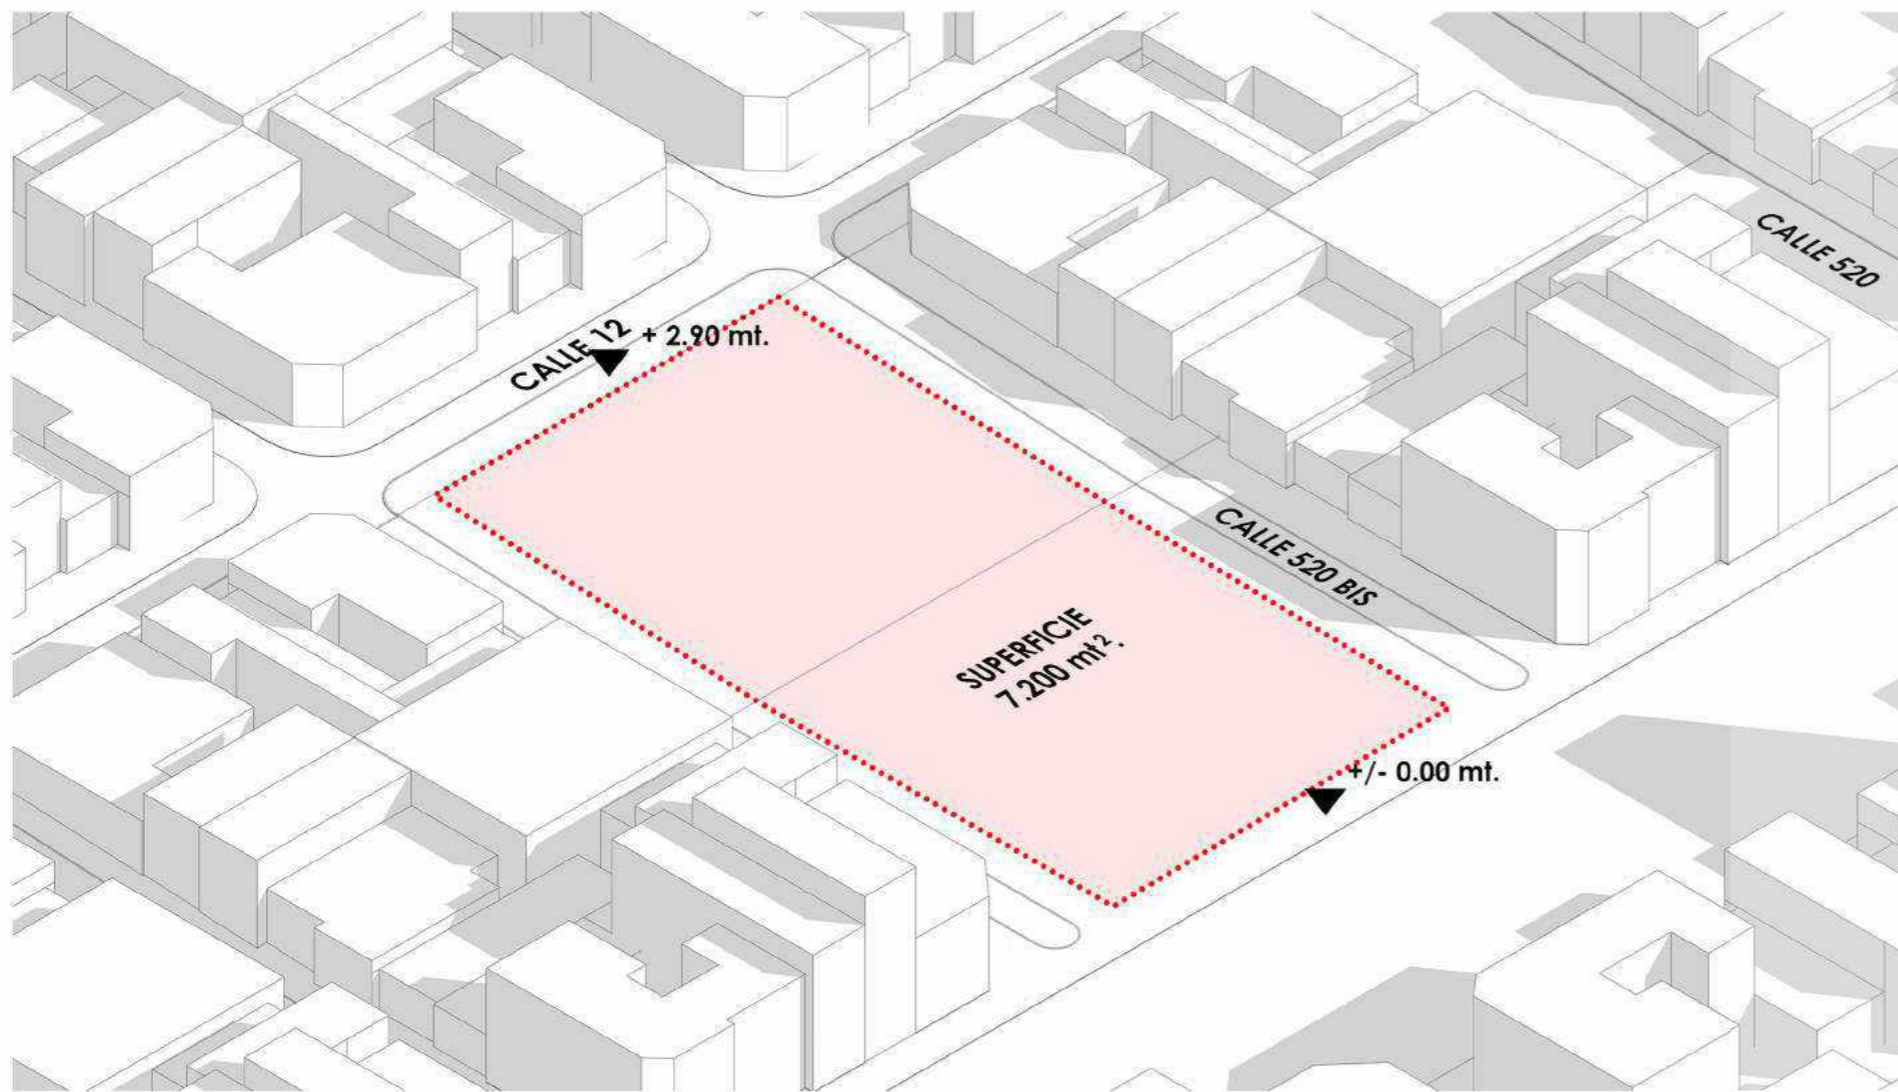 CALLE 520
CALLE 12
+ 2.90 mt.
CALLE 520 BIS
SUPERFICIE
7.200 mt².
+/- 0.00 mt.